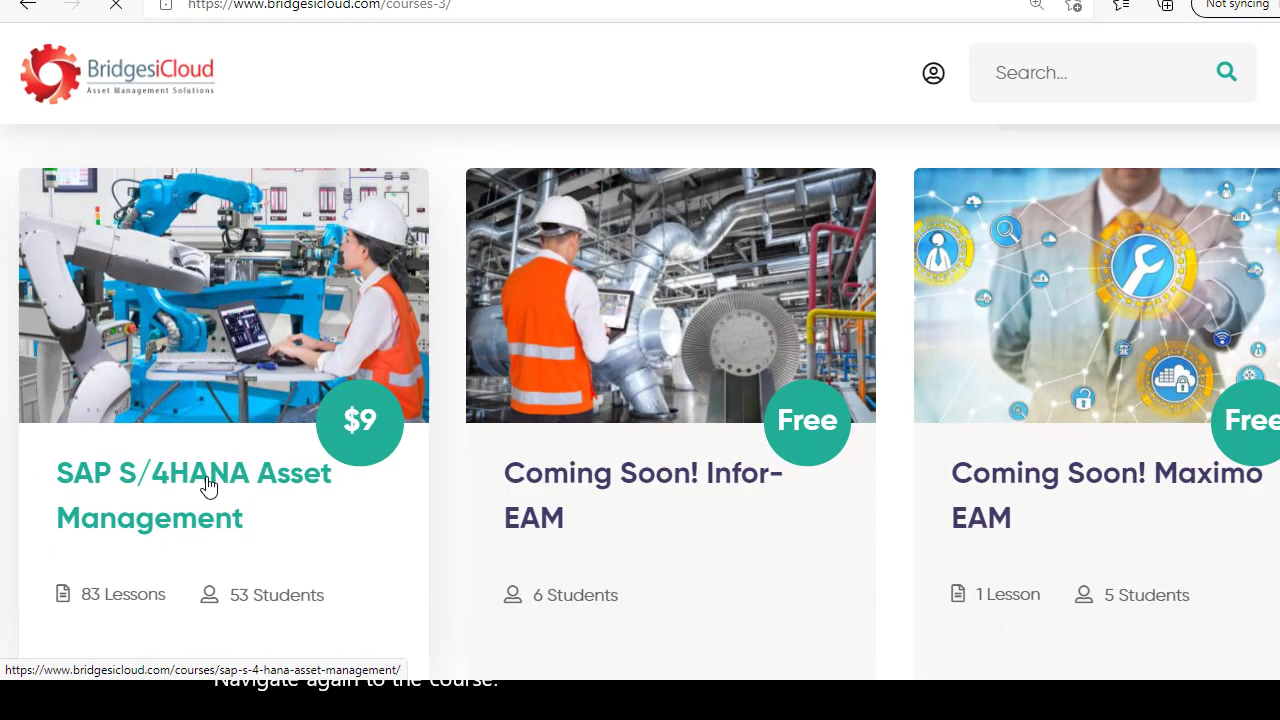 https://www.bridgesicloud.com/courses-3/
Not syncing
BridgesiCloud
Asset Management Solutions
Search...
$9
Free
Free
SAP S/4HANA Asset
Management
Coming Soon! Infor-
EAM
Coming Soon! Maximo
EAM
83 Lessons
53 Students
6 Students
1 Lesson
5 Students
https://www.bridgesicloud.com/courses/sap-s-4-hana-asset-management/
Navigate again to the course.